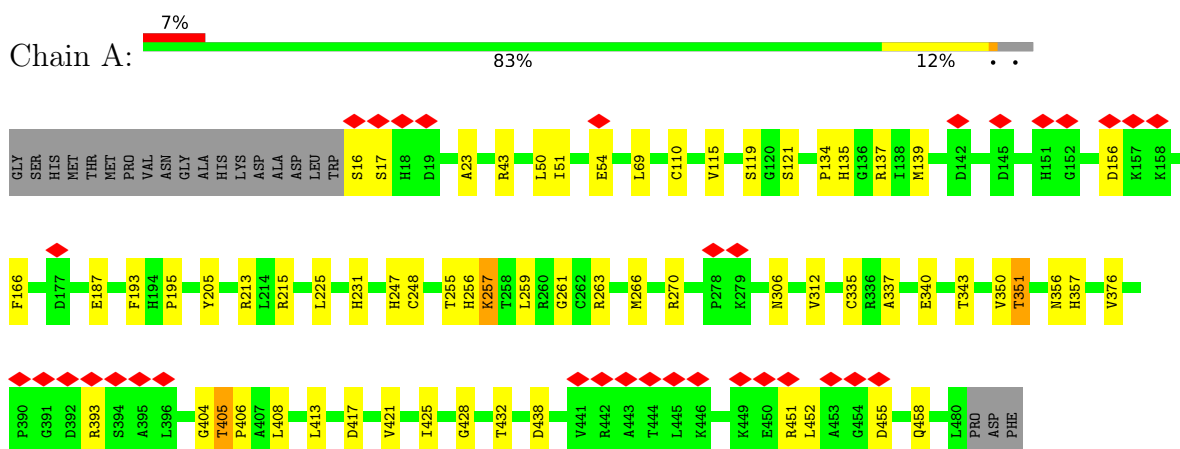 7%
Chain A:
83% 12% • •
GLY SER HIS MET THR MET PRO VAL ASN GLY ALA HIS LYS ASP ALA ASP LEU TRP S16 S17 H18 D19 A23 R43 L50 I51 E54 L69 C110 V115 S119 G120 S121 P134 H135 G136 R137 I138 M139 D142 D145 H151 G152 D156 K157 K158
F166 D177 E187 F193 H194 P195 Y205 R213 L214 R215 L225 H231 H247 C248 T255 H256 K257 T258 L259 R260 G261 C262 R263 M266 R270 P278 K279 N306 V312 C335 R336 A337 E340 T343 V350 T351 N356 H357 V376
P390 G391 D392 R393 S394 A395 L396 G404 T405 P406 A407 L408 L413 D417 V421 I425 G428 T432 D438 V441 R442 A443 T444 L445 K446 K449 E450 R451 L452 A453 G454 D455 Q458 L480 PRO ASP PHE